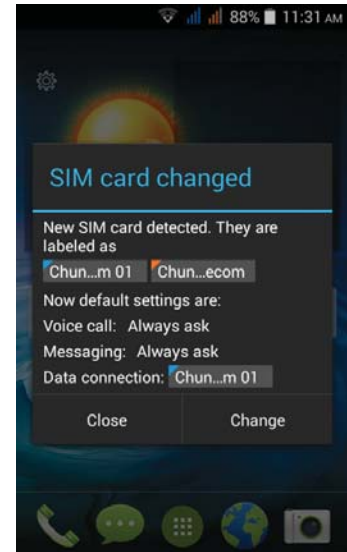 88% 11:31 AM
SIM card changed
New SIM card detected. They are
labeled as
Chun...m 01 Chun...ecom
Now default settings are:
Voice call: Always ask
Messaging: Always ask
Data connection: Chun...m 01
Close Change